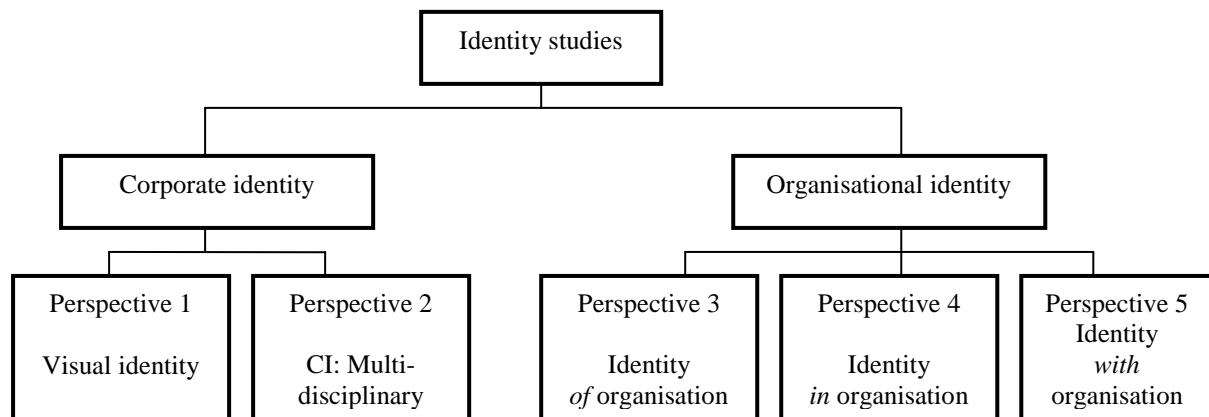 Identity studies
Corporate identity
Organisational identity
Perspective 1
Visual identity
Perspective 2
CI: Multi-
disciplinary
Perspective 3
Identity
of organisation
Perspective 4
Identity
in organisation
Perspective 5
Identity
with
organisation